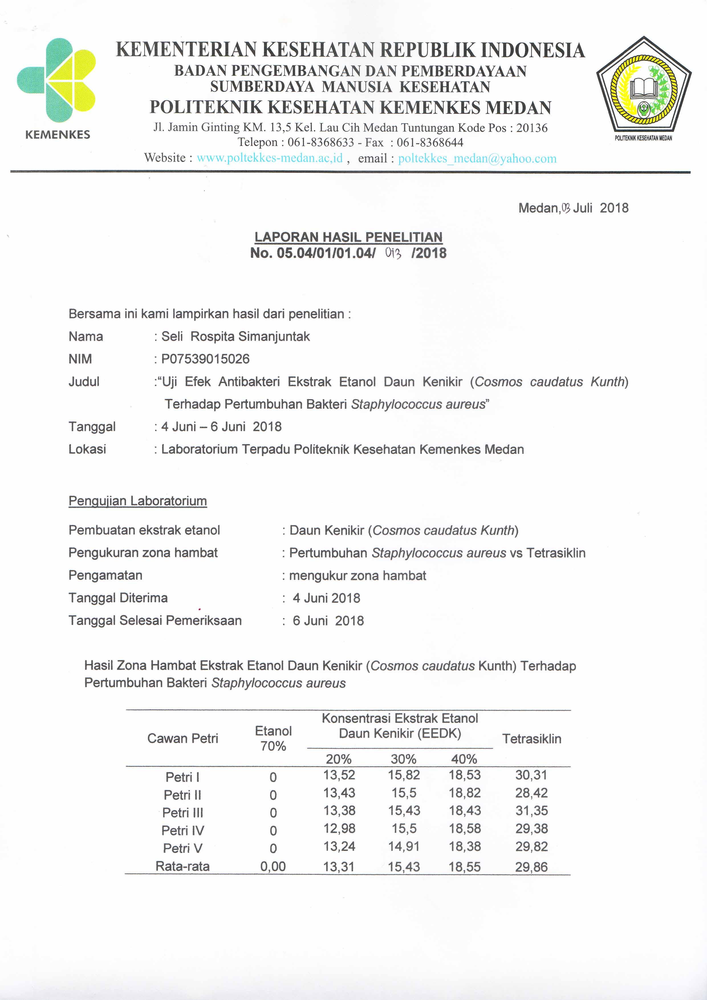 KEMENTERIAN KESEHATAN REPUBLIK INDONESIA
BADAN PENGEMBANGAN DAN PEMBERDAYAAN
SUMBERDAYA MANUSIA KESEHATAN
POLITEKNIK KESEHATAN KEMENKES MEDAN
Jl. Jamin Ginting KM. 13,5 Kel. Lau Cih Medan Tuntungan Kode Pos : 20136
Telepon : 061-8368633 - Fax : 061-8368644
Website : www.poltekkes-medan.ac,id , email : poltekkes_medan@yahoo.com
KEMENKES
POLITEKNIK KESEHATAN MEDAN
Medan,03 Juli 2018
LAPORAN HASIL PENELITIAN
No. 05.04/01/01.04/ 013 /2018
Bersama ini kami lampirkan hasil dari penelitian :
Nama : Seli Rospita Simanjuntak
NIM : P07539015026
Judul :“Uji Efek Antibakteri Ekstrak Etanol Daun Kenikir (Cosmos caudatus Kunth)
Terhadap Pertumbuhan Bakteri Staphylococcus aureus”
Tanggal : 4 Juni – 6 Juni 2018
Lokasi : Laboratorium Terpadu Politeknik Kesehatan Kemenkes Medan
Pengujian Laboratorium
Pembuatan ekstrak etanol : Daun Kenikir (Cosmos caudatus Kunth)
Pengukuran zona hambat : Pertumbuhan Staphylococcus aureus vs Tetrasiklin
Pengamatan : mengukur zona hambat
Tanggal Diterima : 4 Juni 2018
Tanggal Selesai Pemeriksaan : 6 Juni 2018
Hasil Zona Hambat Ekstrak Etanol Daun Kenikir (Cosmos caudatus Kunth) Terhadap
Pertumbuhan Bakteri Staphylococcus aureus
Cawan Petri
Etanol
70%
Konsentrasi Ekstrak Etanol
Daun Kenikir (EEDK)
Tetrasiklin
20% 30% 40%
Petri I 0 13,52 15,82 18,53 30,31
Petri II 0 13,43 15,5 18,82 28,42
Petri III 0 13,38 15,43 18,43 31,35
Petri IV 0 12,98 15,5 18,58 29,38
Petri V 0 13,24 14,91 18,38 29,82
Rata-rata 0,00 13,31 15,43 18,55 29,86